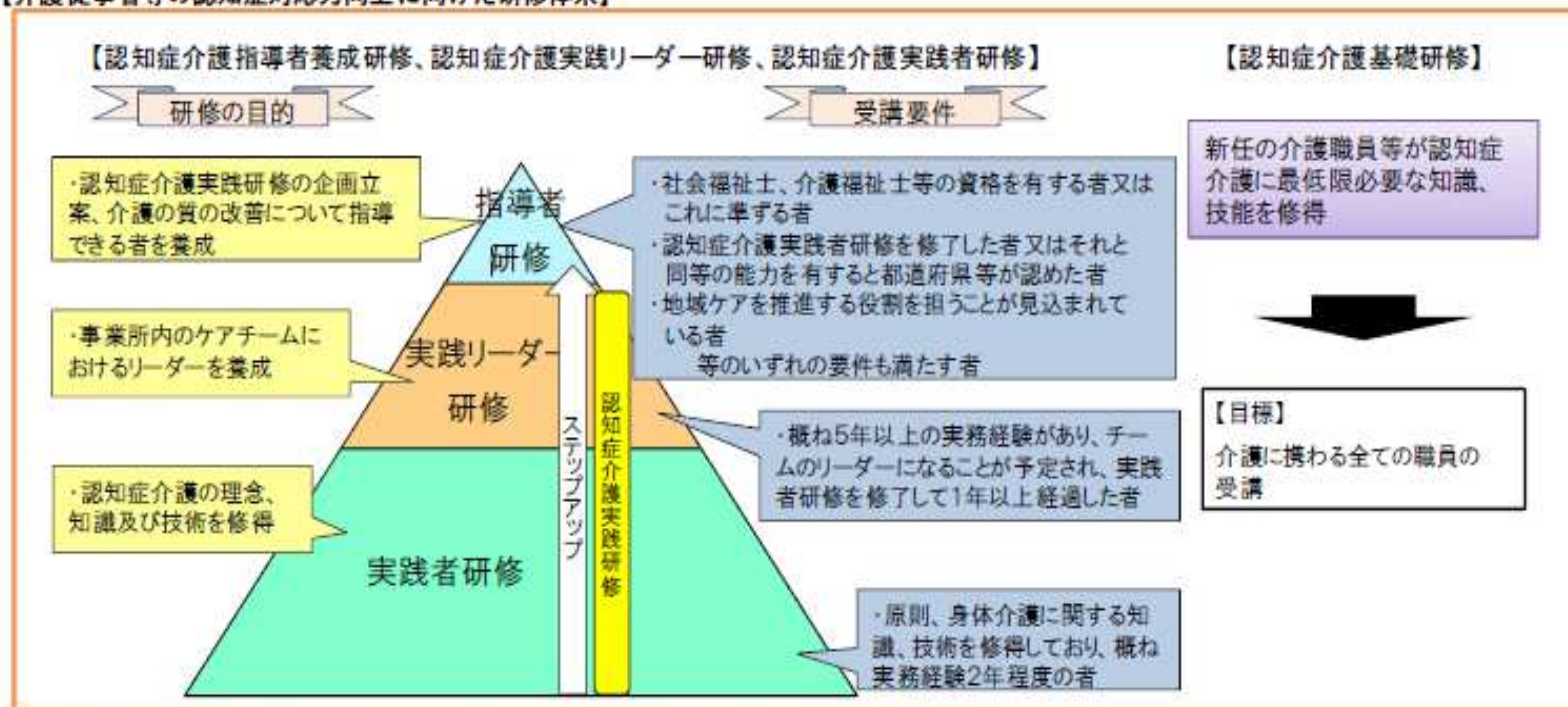 【認知症介護指導者養成研修、認知症介護実践リーダー研修、認知症介護実践者研修】
研修の目的
受講要件
・認知症介護実践研修の企画立
案、介護の質の改善について指導
できる者を養成
・事業所内のケアチームに
おけるリーダーを養成
・認知症介護の理念、
知識及び技術を修得
指導者
研修
実践リーダー
研修
実践者研修
ステップアップ
認知症介護実践研修
・社会福祉士、介護福祉士等の資格を有する者又は
これに準ずる者
・認知症介護実践者研修を修了した者又はそれと
同等の能力を有すると都道府県等が認めた者
・地域ケアを推進する役割を担うことが見込まれて
いる者
等のいずれの要件も満たす者
・概ね5年以上の実務経験があり、チー
ムのリーダーになることが予定され、実践
者研修を修了して1年以上経過した者
・原則、身体介護に関する知
識、技術を修得しており、概ね
実務経験2年程度の者
【認知症介護基礎研修】
新任の介護職員等が認知症
介護に最低限必要な知識、
技能を修得
【目標】
介護に携わる全ての職員の
受講